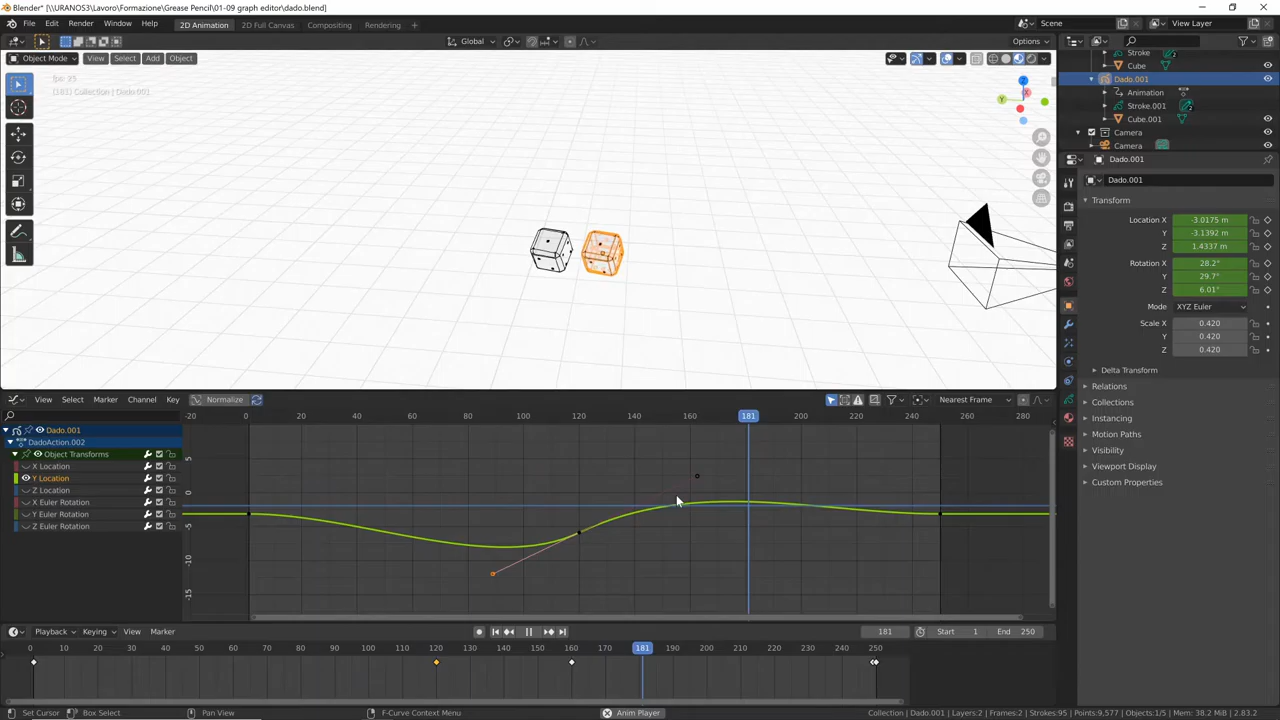 Blender* [\\URANOS3\Lavoro\Formazione\Grease Pencil\01-09 graph editor\dado.blend]
File Edit Render Window Help 2D Animation 2D Full Canvas Compositing Rendering Scene View Layer
Global Options
Object Mode View Select Add Object
fps: 25
(181) Collection | Dado.001
Z
X
Y
Stroke
Cube
Dado.001
Animation
Stroke.001
Cube.001
Camera
Camera
Dado.001
Dado.001
Transform
Location X -3.0175 m
Y -3.1392 m
Z 1.4337 m
Rotation X 28.2°
Y 29.7°
Z 6.01°
Mode XYZ Euler
Scale X 0.420
Y 0.420
Z 0.420
Delta Transform
Relations
Collections
Instancing
Motion Paths
Visibility
Viewport Display
Custom Properties
View Select Marker Channel Key Normalize Nearest Frame
-20 0 20 40 60 80 100 120 140 160 181 200 220 240 260 280
Dado.001
DadoAction.002
Object Transforms
X Location
Y Location
Z Location
X Euler Rotation
Y Euler Rotation
Z Euler Rotation
5
0
-5
-10
-15
Playback Keying View Marker 181 Start 1 End 250
0 10 20 30 40 50 60 70 80 90 100 110 120 130 140 150 160 170 181 190 200 210 220 230 240 250
Set Cursor Box Select Pan View F-Curve Context Menu Anim Player Collection | Dado.001 | Layers:2 | Frames:2 | Strokes:95 | Points:9,577 | Objects:1/5 | Mem: 38.2 MiB | 2.83.2